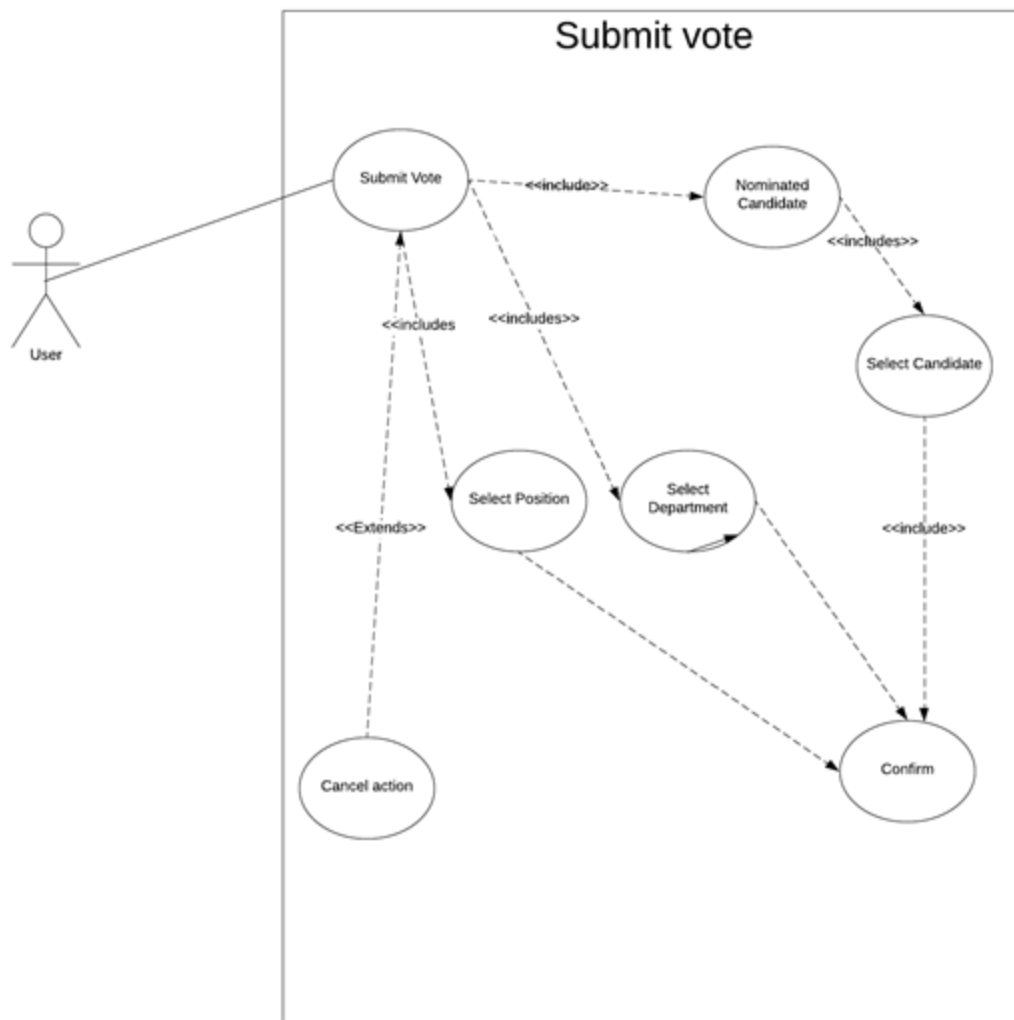 Submit vote
Submit Vote
<<include>>
Nominated
Candidate
<<includes>>
User
<<includes
<<includes>>
Select Candidate
Select Position
Select
Department
<<Extends>>
<<include>>
Cancel action
Confirm